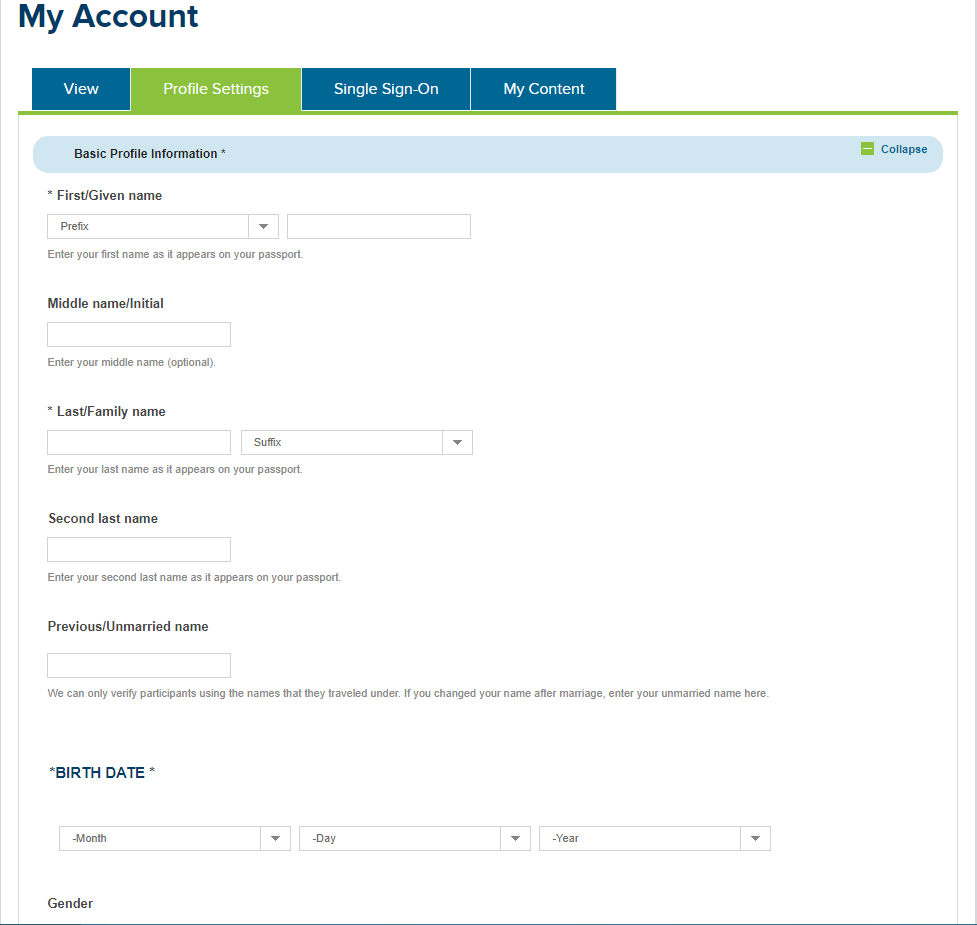 My Account
View Profile Settings Single Sign-On My Content
Basic Profile Information * Collapse
* First/Given name
Prefix
Enter your first name as it appears on your passport.
Middle name/Initial
Enter your middle name (optional).
* Last/Family name
Suffix
Enter your last name as it appears on your passport.
Second last name
Enter your second last name as it appears on your passport.
Previous/Unmarried name
We can only verify participants using the names that they traveled under. If you changed your name after marriage, enter your unmarried name here.
*BIRTH DATE *
-Month -Day -Year
Gender